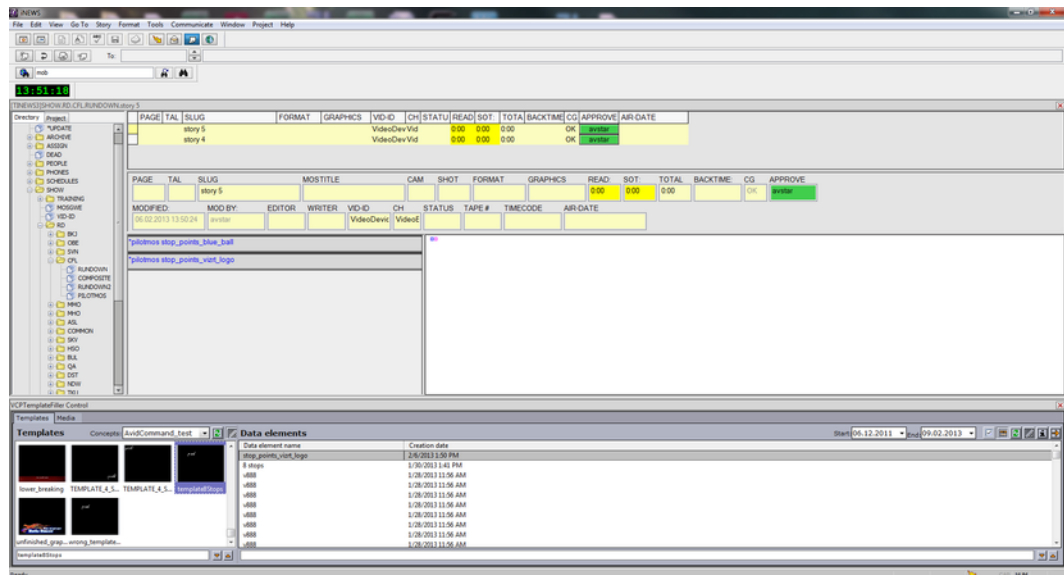 iNEWS
File Edit View Go To Story Format Tools Communicate Window Project Help
To:
mob
13:51:18
TINEWS2[SHOW.RD.CFL.RUNDOWN.story 5
Directory Project
*UPDATE
ARCHIVE
ASSIGN
DEAD
PEOPLE
PHONES
SCHEDULES
SHOW
TRAINING
MOSGWE
VID-ID
RD
BKJ
OBE
SVN
CFL
RUNDOWN
COMPOSITE
RUNDOWN2
PILOTMOS
MMO
MHO
ASL
COMMON
SKV
HSO
BUL
QA
DST
NDW
TKU
PAGE TAL SLUG FORMAT GRAPHICS VID-ID CH STATU READ SOT: TOTA BACKTIME CG APPROVE AIR-DATE
story 5 VideoDev Vid 0:00 0:00 0:00 OK avstar
story 4 VideoDev Vid 0:00 0:00 0:00 OK avstar
PAGE TAL SLUG MOSTITLE CAM SHOT FORMAT GRAPHICS READ: SOT: TOTAL BACKTIME: CG APPROVE
story 5 0:00 0:00 0:00 OK avstar
MODIFIED: MOD BY: EDITOR WRITER VID-ID CH STATUS TAPE # TIMECODE AIR-DATE
06.02.2013 13:50:24 avstar VideoDevic VideoE
*pilotmos stop_points_blue_ball
*pilotmos stop_points_vizrt_logo
VCPTemplateFiller Control
Templates Media
Templates Concepts: AvidCommand_test Data elements Start: 06.12.2011 End: 09.02.2013
Data element name Creation date
stop_points_vizrt_logo 2/6/2013 1:50 PM
8 stops 1/30/2013 1:41 PM
v888 1/28/2013 11:56 AM
v888 1/28/2013 11:56 AM
v888 1/28/2013 11:56 AM
v888 1/28/2013 11:56 AM
v888 1/28/2013 11:56 AM
v888 1/28/2013 11:56 AM
v888 1/28/2013 11:56 AM
lower_breaking TEMPLATE_4_S... TEMPLATE_4_S... template8Stops
unfinished_grap... wrong_template...
template8Stops
Ready